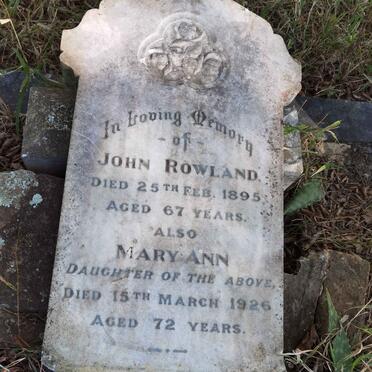 In Loving Memory
- of -
JOHN ROWLAND.
DIED 25TH FEB. 1895
AGED 67 YEARS.
ALSO
MARY ANN
DAUGHTER OF THE ABOVE,
DIED 15TH MARCH 1926
AGED 72 YEARS.